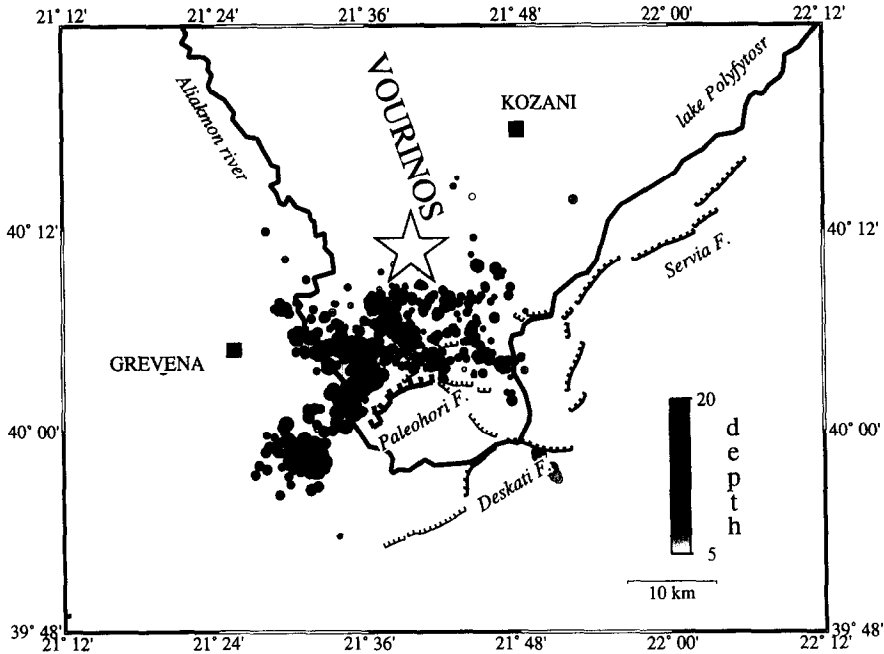 21° 12'
21° 24'
21° 36'
21° 48'
22° 00'
22° 12'
Aliakmon river
VOURINOS
KOZANI
lake Polyfytosr
40° 12'
40° 12'
Servia F.
GREVENA
Paleohori F.
20
depth
5
40° 00'
40° 00'
Deskati F.
10 km
39° 48'
39° 48'
21° 12'
21° 24'
21° 36'
21° 48'
22° 00'
22° 12'